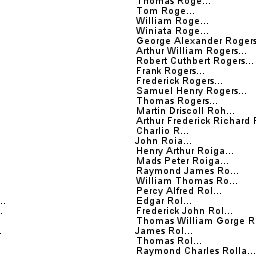 Thomas Roge...
Tom Roge...
William Roge...
Winiata Roge...
George Alexander Rogers
Arthur William Rogers...
Robert Cuthbert Rogers...
Frank Rogers...
Frederick Rogers...
Samuel Henry Rogers...
Thomas Rogers...
Martin Driscoll Roh...
Arthur Frederick Richard
Charlio R...
John Roia...
Henry Arthur Roiga...
Mads Peter Roiga...
Raymond James Ro...
William Thomas Ro...
Percy Alfred Rol...
Edgar Rol...
Frederick John Rol...
Thomas William Gorge R
James Rol...
Thomas Rol...
Raymond Charles Rolla...